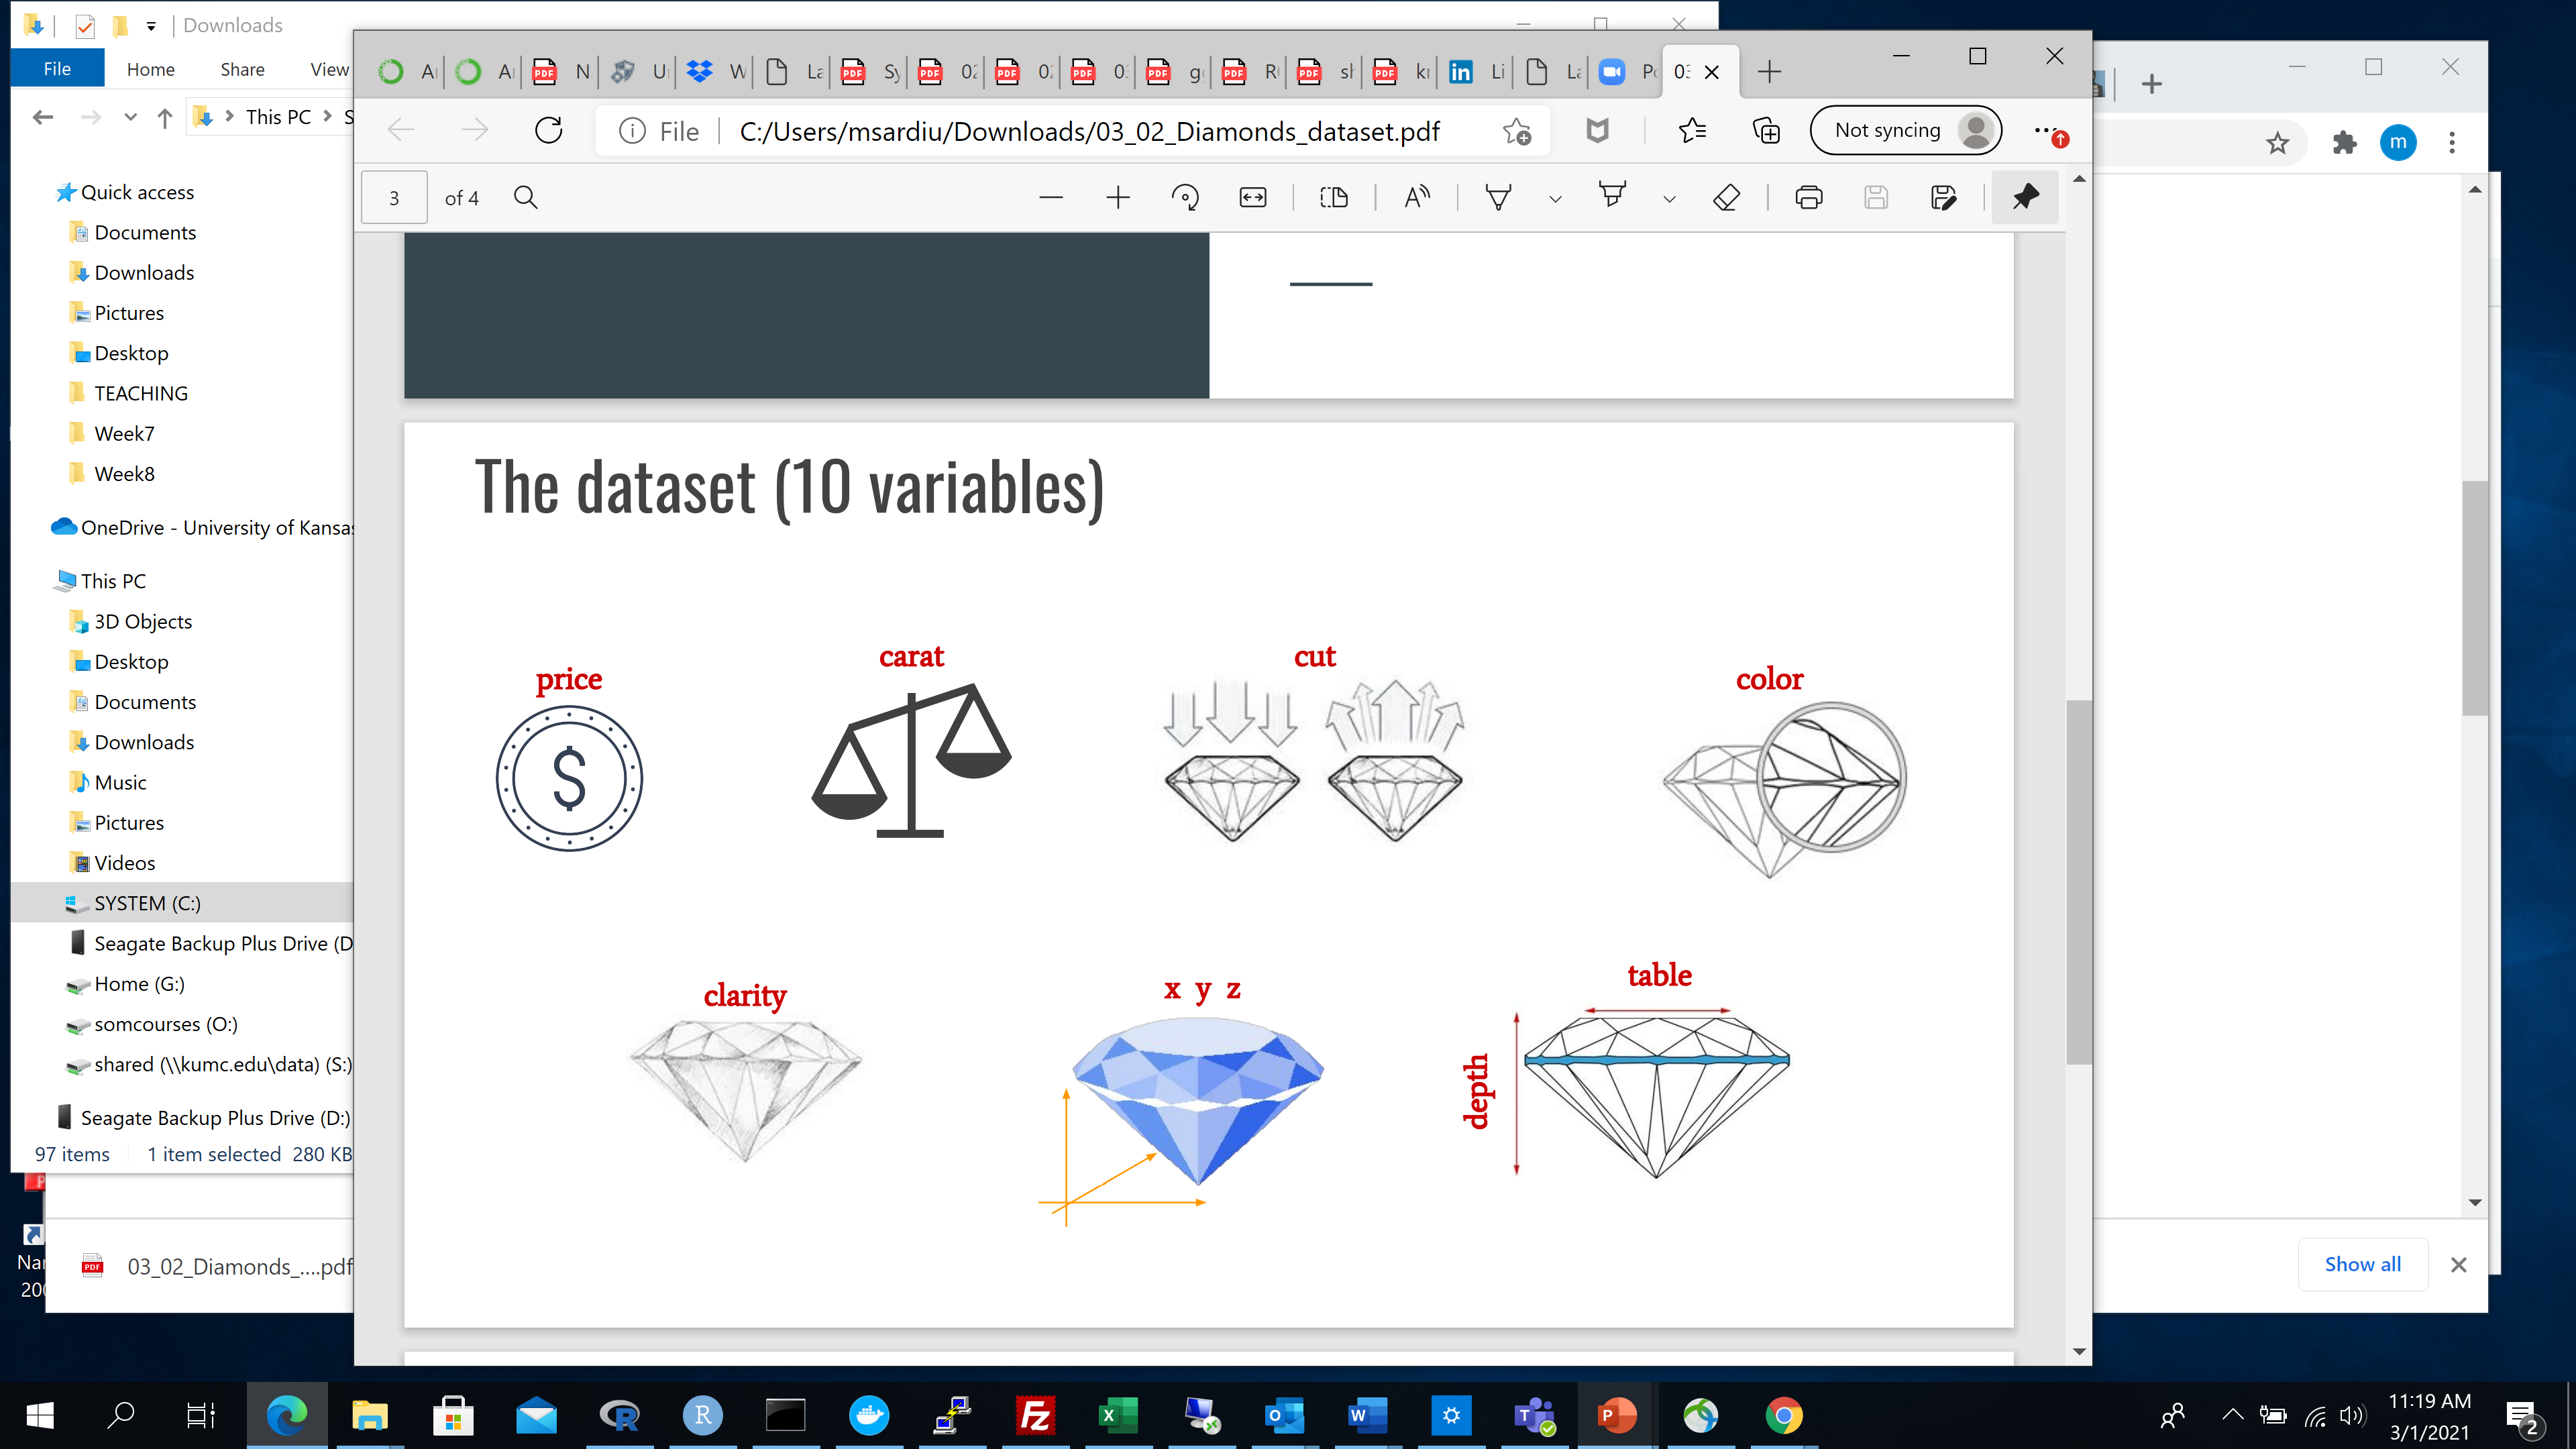 Downloads
File Home Share View
This PC
Quick access
Documents
Downloads
Pictures
Desktop
TEACHING
Week7
Week8
OneDrive - University of Kansas
This PC
3D Objects
Desktop
Documents
Downloads
Music
Pictures
Videos
SYSTEM (C:)
Seagate Backup Plus Drive (D
Home (G:)
somcourses (O:)
shared (\\kumc.edu\data) (S:)
Seagate Backup Plus Drive (D:)
97 items 1 item selected 280 KB
03_02_Diamonds_....pdf
File C:/Users/msardiu/Downloads/03_02_Diamonds_dataset.pdf
Not syncing
3 of 4
The dataset (10 variables)
price
carat
cut
color
clarity
x y z
table
depth
m
Show all
11:19 AM
3/1/2021
2